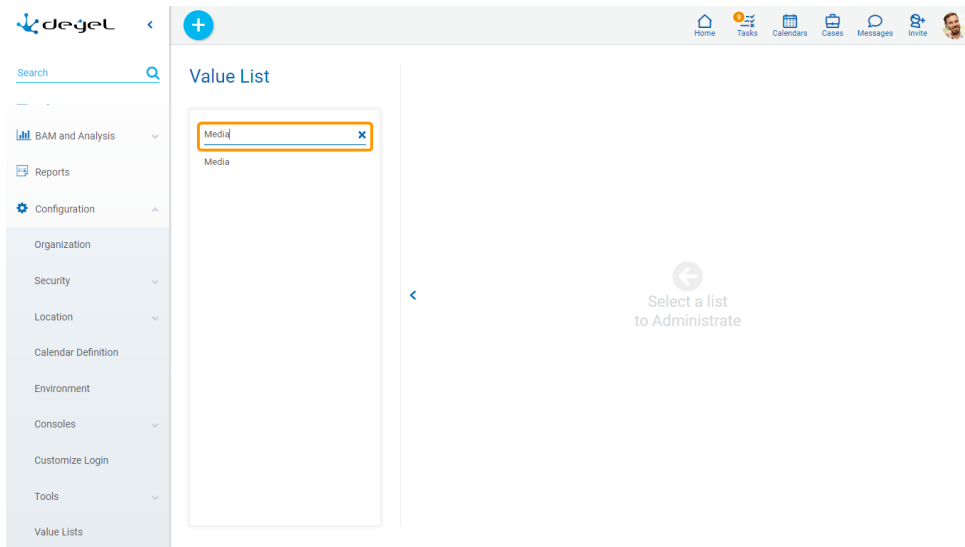 deyel
Search
BAM and Analysis
Reports
Configuration
Organization
Security
Location
Calendar Definition
Environment
Consoles
Customize Login
Tools
Value Lists
9
Home
Tasks
Calendars
Cases
Messages
Invite
Value List
Media
Media
Select a list
to Administrate